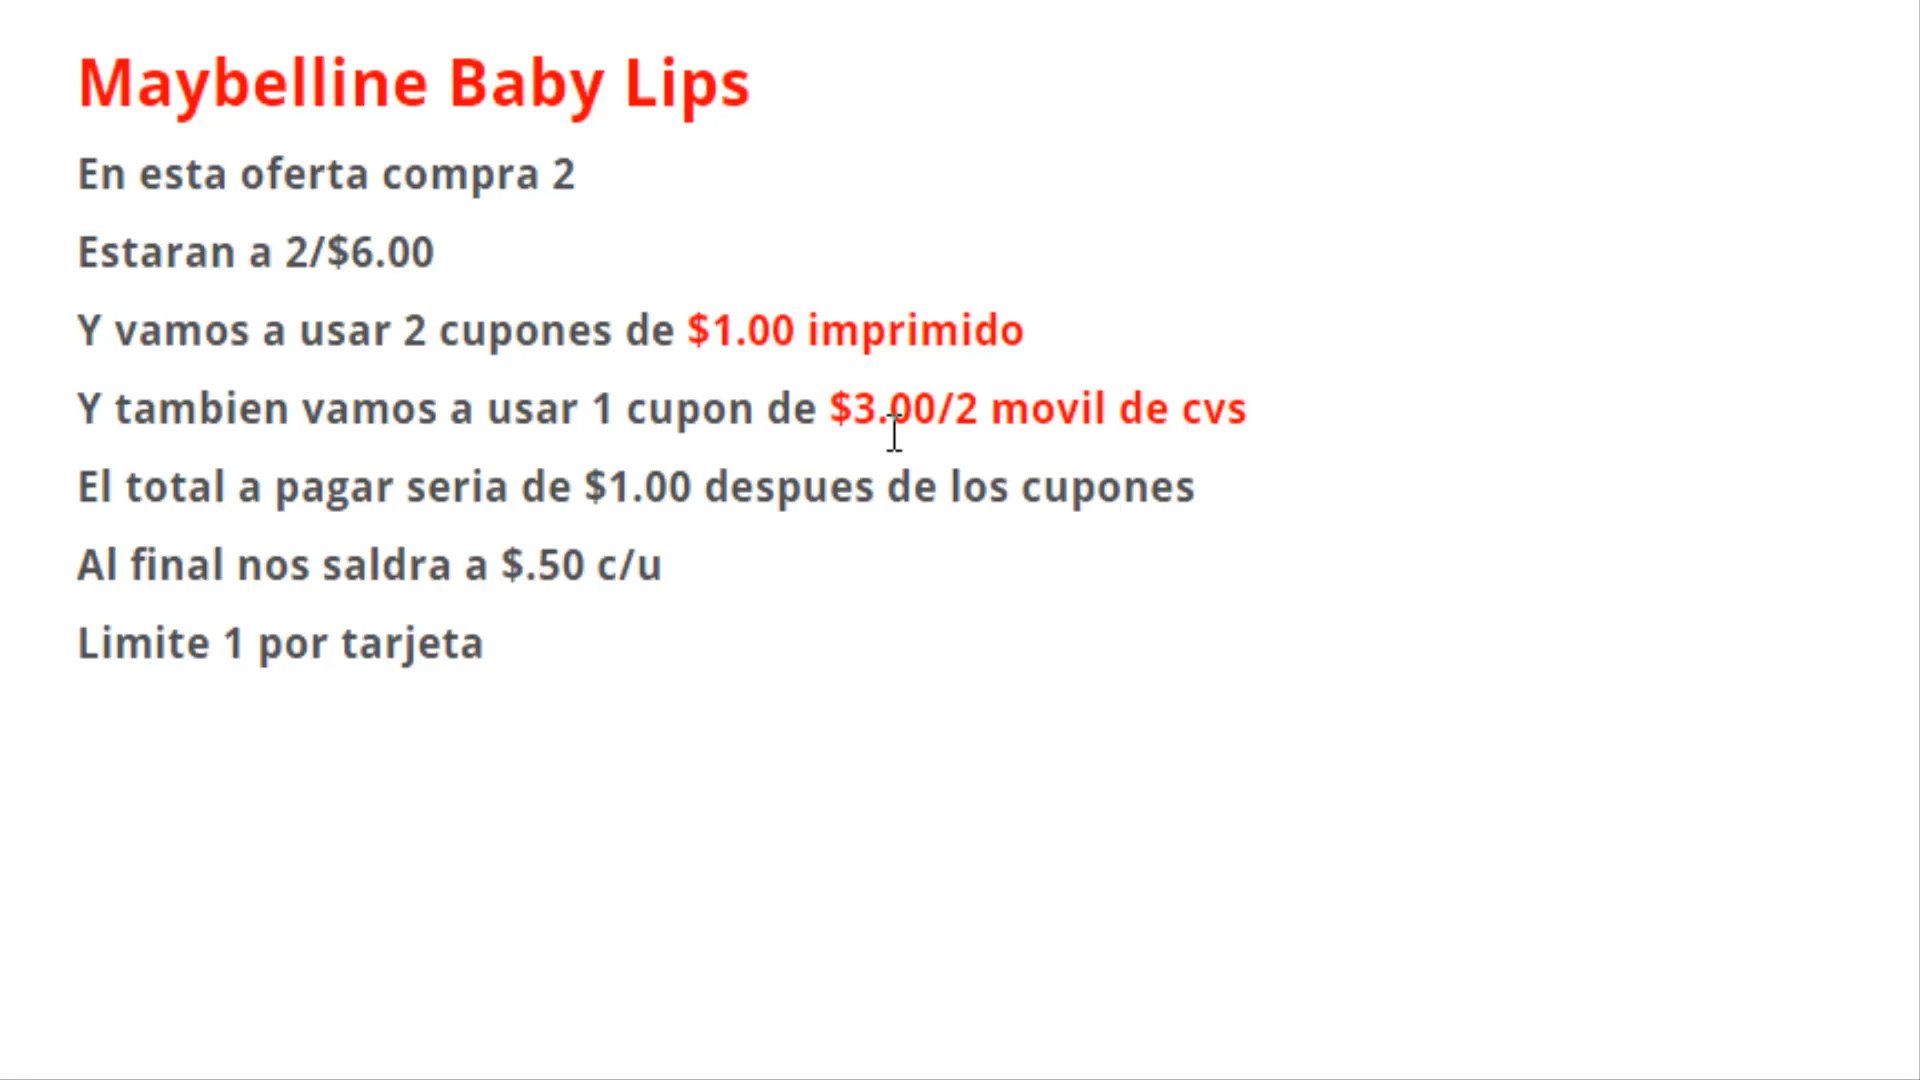 Maybelline Baby Lips
En esta oferta compra 2
Estaran a 2/$6.00
Y vamos a usar 2 cupones de $1.00 imprimido
Y tambien vamos a usar 1 cupon de $3.00/2 movil de cvs
El total a pagar seria de $1.00 despues de los cupones
Al final nos saldra a $.50 c/u
Limite 1 por tarjeta